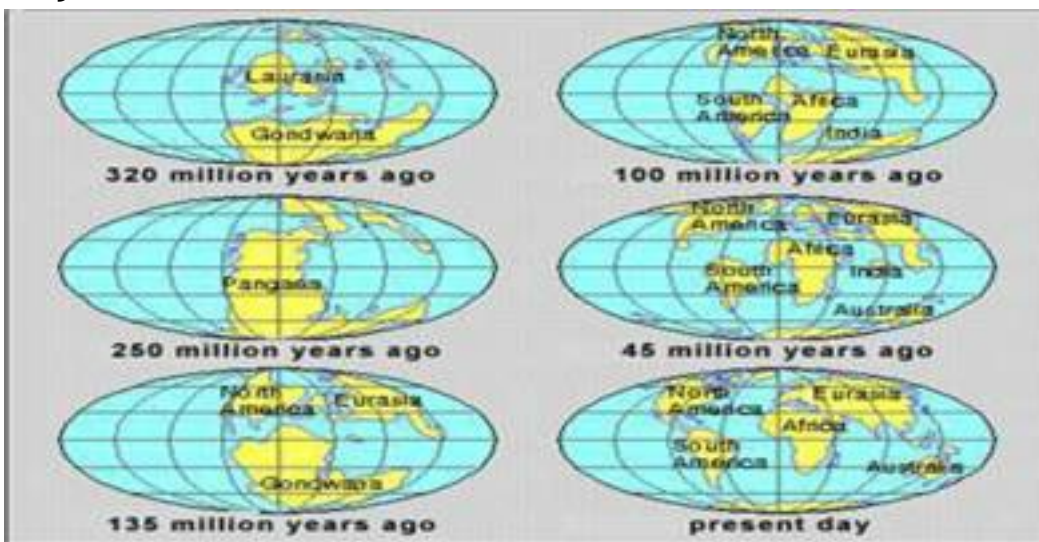 Laurasia
Gondwana
320 million years ago
Pangaea
250 million years ago
North
America
Eurasia
Gondwana
135 million years ago
North
America
Eurasia
South
America
Africa
India
100 million years ago
North
America
Eurasia
Africa
South
America
India
Australia
45 million years ago
North
America
Eurasia
Africa
South
America
Australia
present day